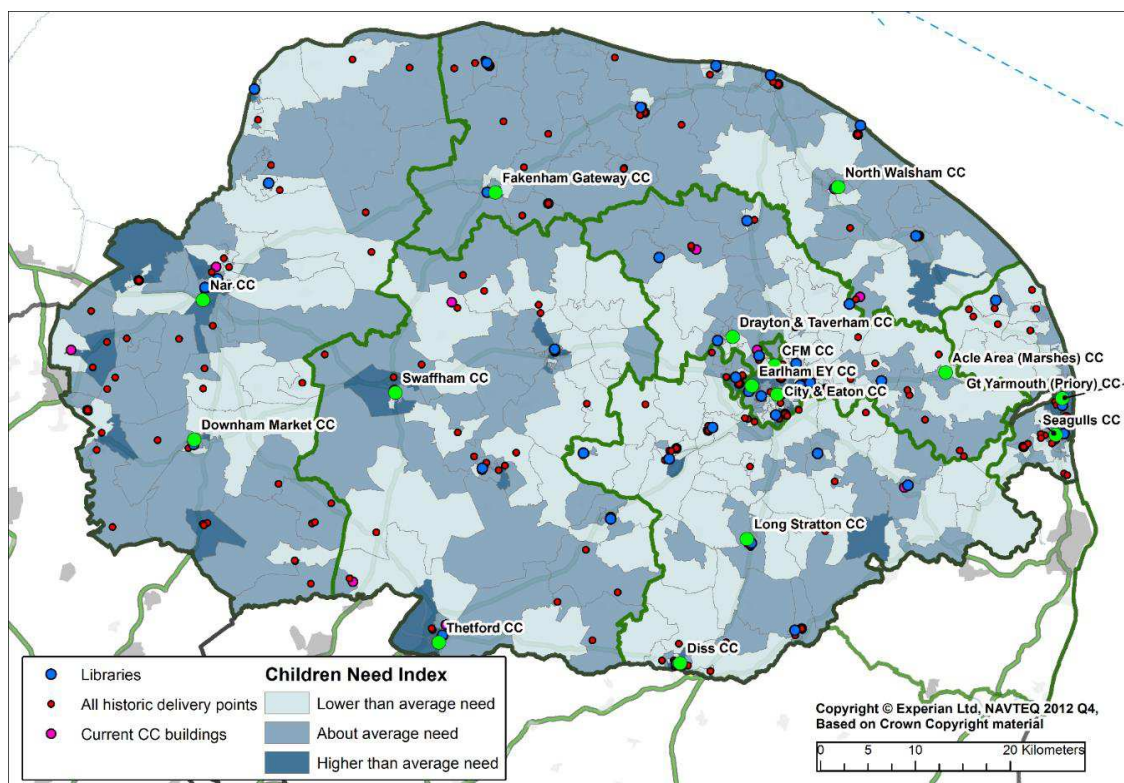 Fakenham Gateway CC
North Walsham CC
Nar CC
Drayton & Taverham CC
CFM CC
Acle Area (Marshes) CC
Earlham EY CC
Swaffham CC
City & Eaton CC
Gt Yarmouth (Priory) CC
Seagulls CC
Downham Market CC
Long Stratton CC
Thetford CC
Diss CC
Libraries
All historic delivery points
Current CC buildings
Children Need Index
Lower than average need
About average need
Higher than average need
Copyright © Experian Ltd, NAVTEQ 2012 Q4,
Based on Crown Copyright material
0 5 10 20 Kilometers